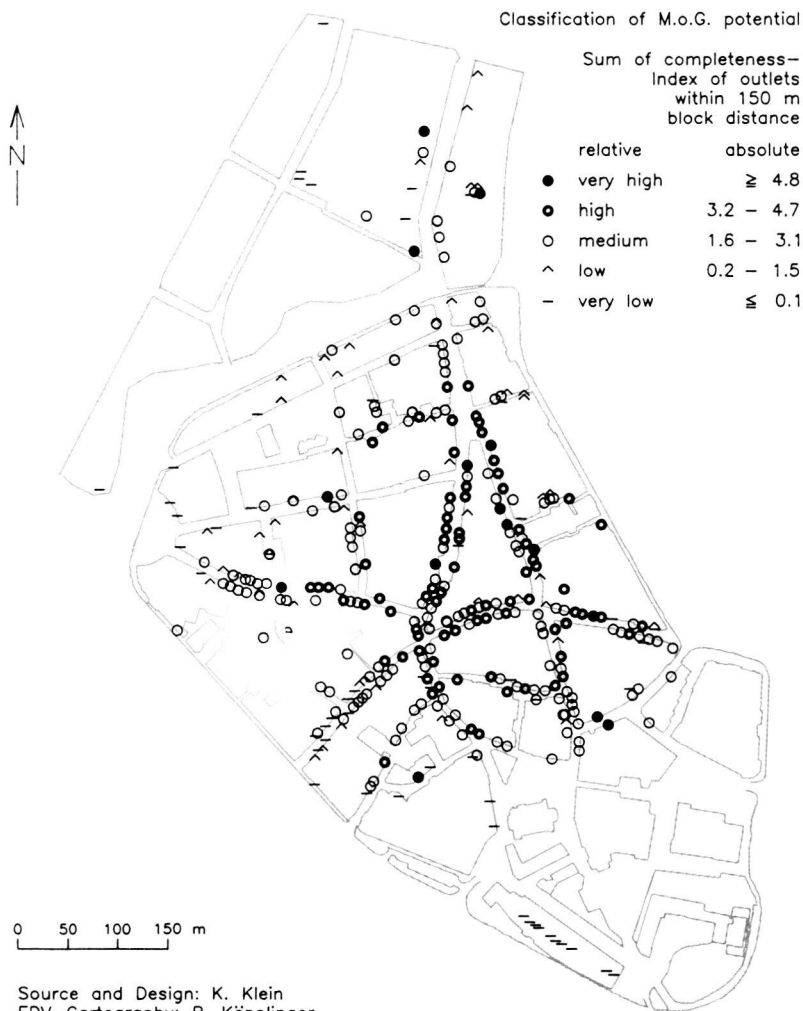 Classification of M.o.G. potential
Sum of completeness–
Index of outlets
within 150 m
block distance
relative absolute
very high ≧ 4.8
high 3.2 – 4.7
medium 1.6 – 3.1
low 0.2 – 1.5
very low ≦ 0.1
N
0 50 100 150 m
Source and Design: K. Klein